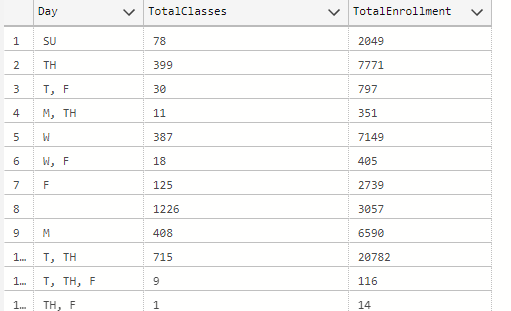 Day TotalClasses TotalEnrollment
1 SU 78 2049
2 TH 399 7771
3 T, F 30 797
4 M, TH 11 351
5 W 387 7149
6 W, F 18 405
7 F 125 2739
8 1226 3057
9 M 408 6590
1… T, TH 715 20782
1… T, TH, F 9 116
1… TH, F 1 14